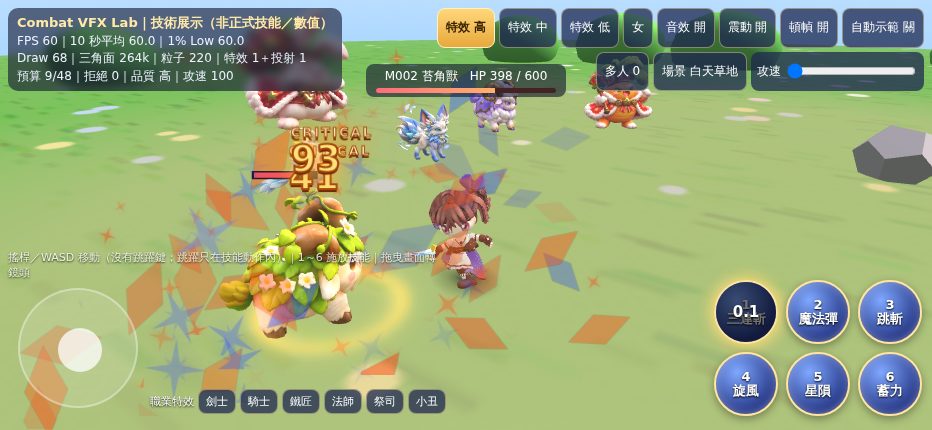 Combat VFX Lab｜技術展示（非正式技能／數值）
FPS 60｜10 秒平均 60.0｜1% Low 60.0
Draw 68｜三角面 264k｜粒子 220｜特效 1＋投射 1
預算 9/48｜拒絕 0｜品質 高｜攻速 100
特效 高
特效 中
特效 低
女
音效 開
震動 開
頓幀 開
自動示範 關
多人 0
場景 白天草地
攻速
M002 苔角獸 HP 398 / 600
CRITICAL
93
41
搖桿／WASD 移動（沒有跳躍鍵；跳躍只在技能動作內）｜1～6 施放技能｜拖曳畫面轉
鏡頭
1
三連斬
0.1
2
魔法彈
3
跳斬
4
旋風
5
星隕
6
蓄力
職業特效
劍士
騎士
鐵匠
法師
祭司
小丑